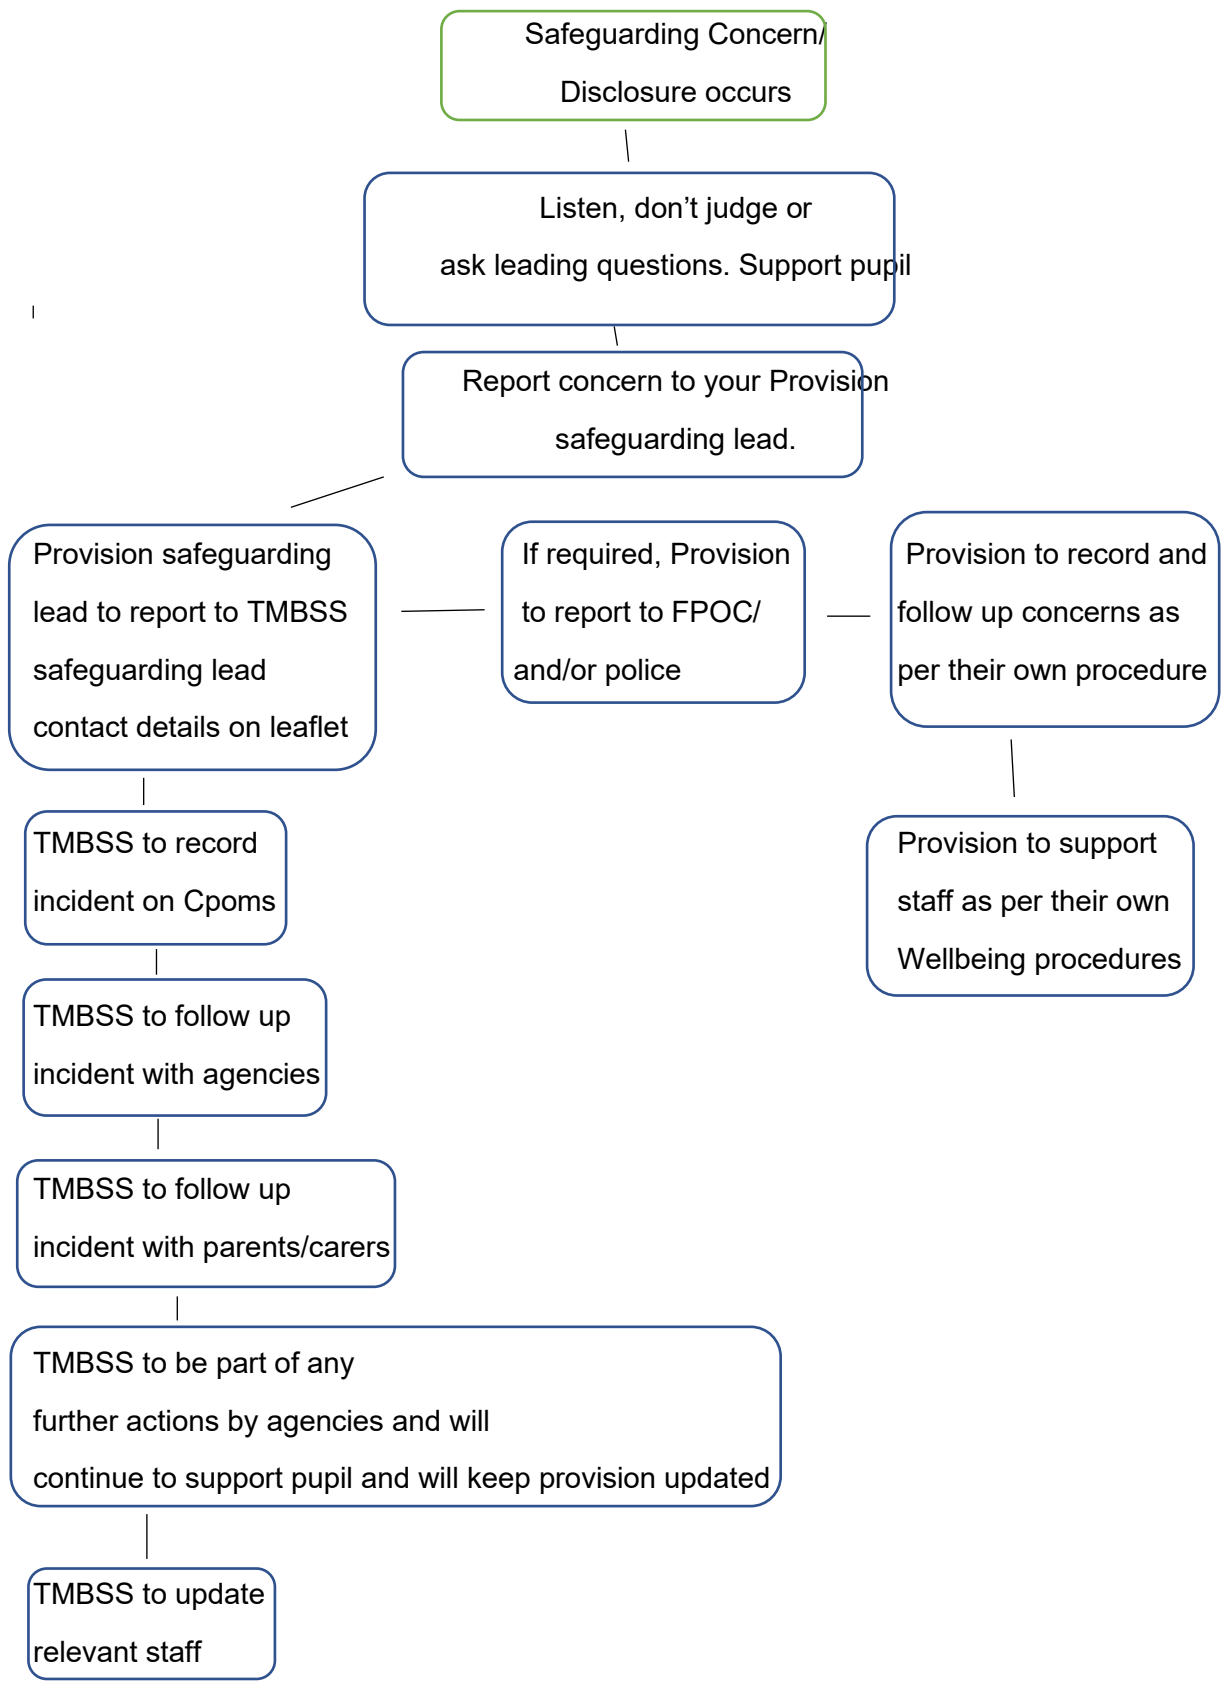 Safeguarding Concern/
Disclosure occurs
Listen, don’t judge or
ask leading questions. Support pupil
Report concern to your Provision
safeguarding lead.
Provision safeguarding
lead to report to TMBSS
safeguarding lead
contact details on leaflet
If required, Provision
to report to FPOC/
and/or police
Provision to record and
follow up concerns as
per their own procedure
TMBSS to record
incident on Cpoms
Provision to support
staff as per their own
Wellbeing procedures
TMBSS to follow up
incident with agencies
TMBSS to follow up
incident with parents/carers
TMBSS to be part of any
further actions by agencies and will
continue to support pupil and will keep provision updated
TMBSS to update
relevant staff